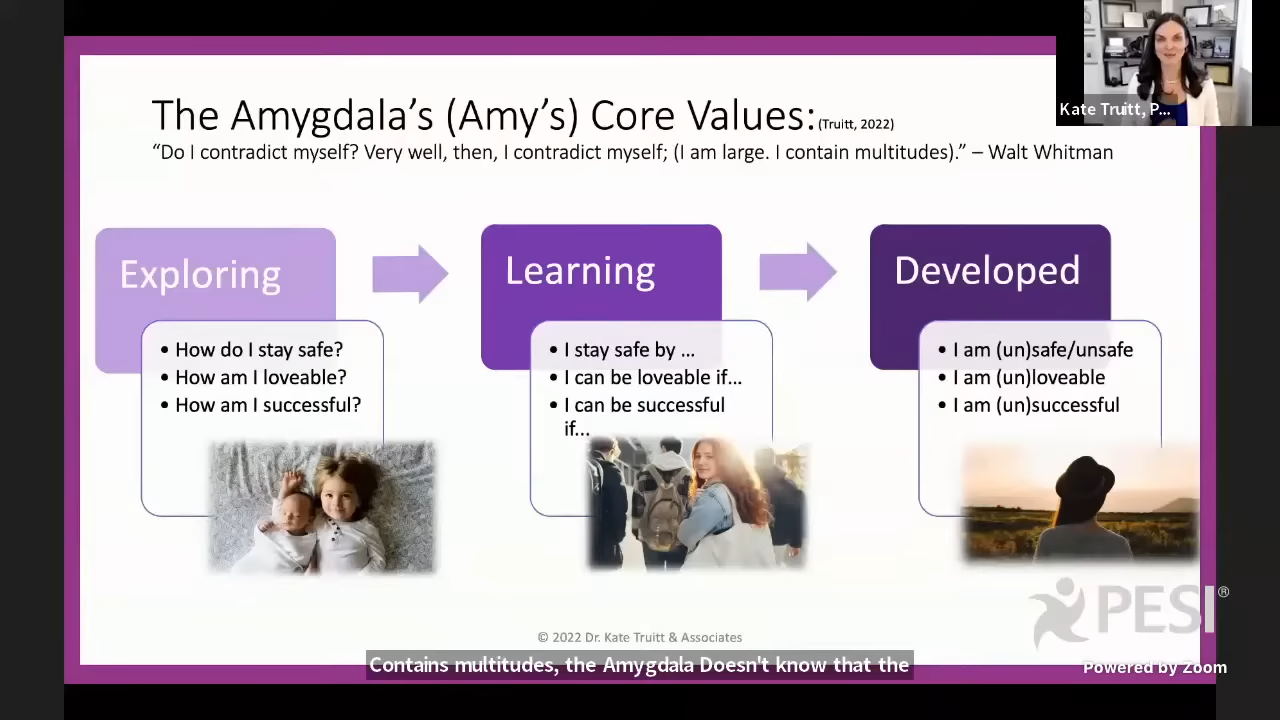 Kate Truitt, P...
The Amygdala's (Amy's) Core Values: (Truitt, 2022)
“Do I contradict myself? Very well, then, I contradict myself; (I am large. I contain multitudes).” – Walt Whitman
Exploring
• How do I stay safe?
• How am I loveable?
• How am I successful?
Learning
• I stay safe by ...
• I can be loveable if...
• I can be successful
if...
Developed
• I am (un)safe/unsafe
• I am (un)loveable
• I am (un)successful
PESI®
© 2022 Dr. Kate Truitt & Associates
Contains multitudes, the Amygdala Doesn't know that the
Powered by Zoom